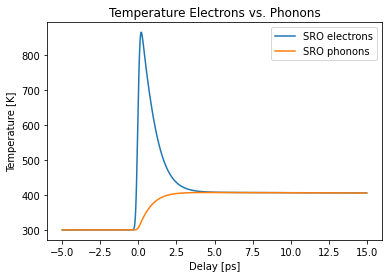 Temperature Electrons vs. Phonons
SRO electrons
SRO phonons
Temperature [K]
800
700
600
500
400
300
−5.0 −2.5 0.0 2.5 5.0 7.5 10.0 12.5 15.0
Delay [ps]